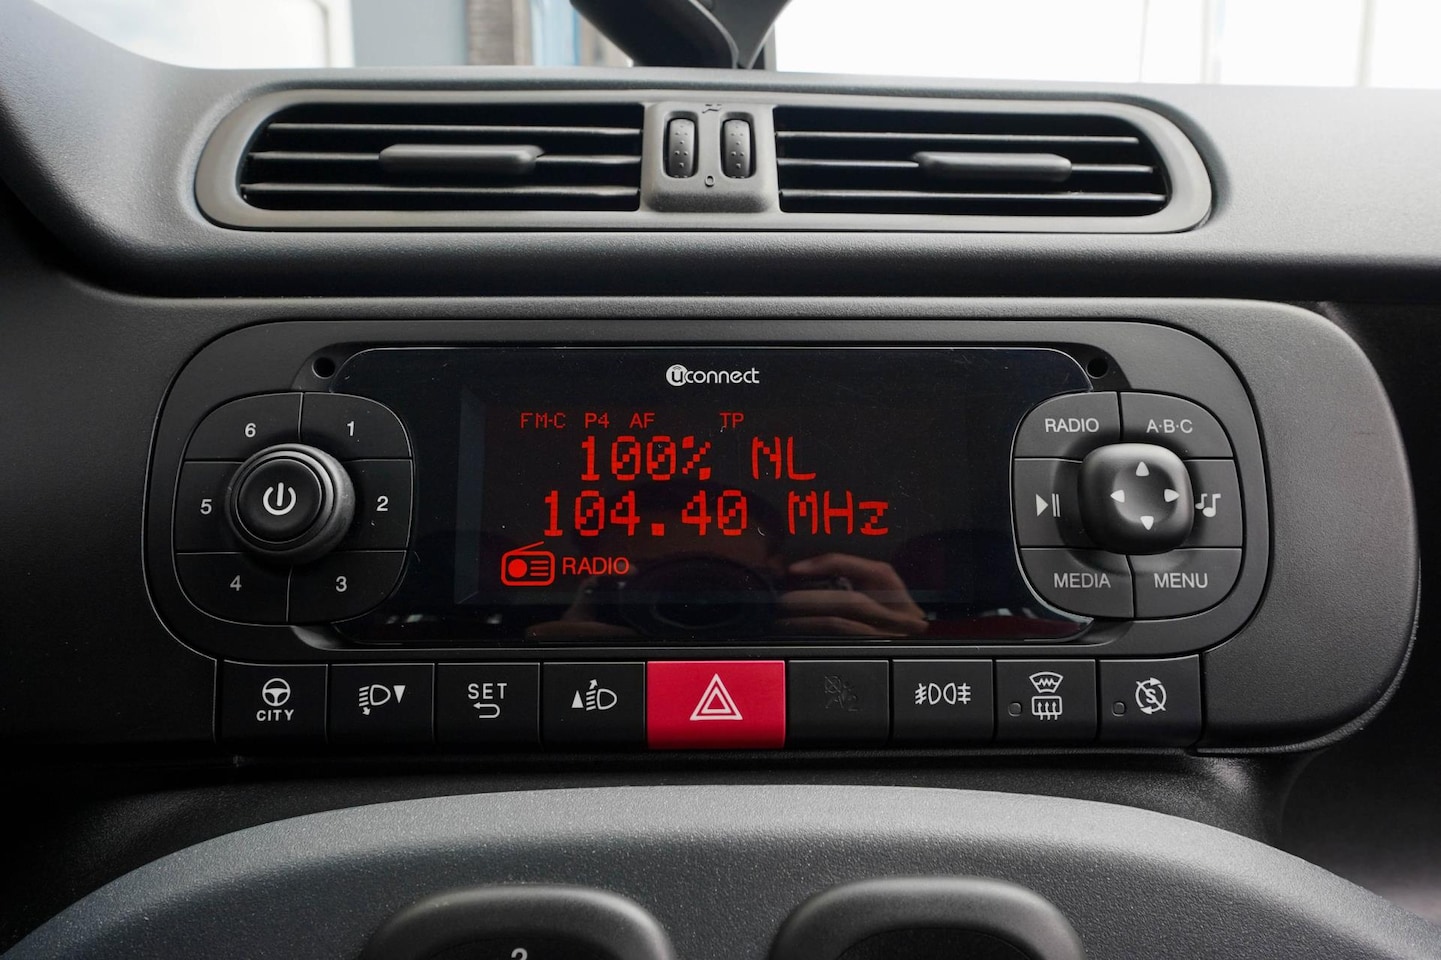 uconnect
FM-C P4 AF TP
100% NL
104.40 MHz
RADIO
6 1
5 2
4 3
RADIO A·B·C
MEDIA MENU
CITY
SET